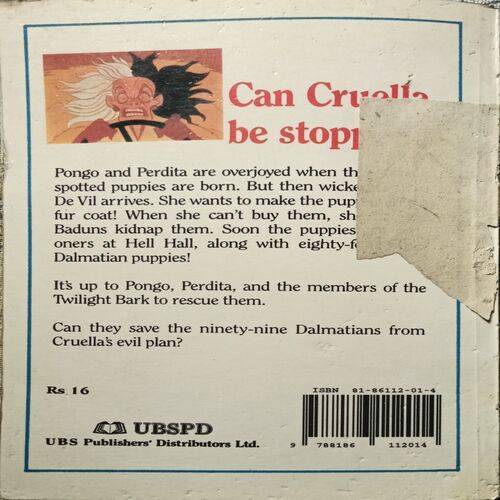 Can Cruella
be stopp
Pongo and Perdita are overjoyed when th
spotted puppies are born. But then wicke
De Vil arrives. She wants to make the pup
fur coat! When she can't buy them, sh
Baduns kidnap them. Soon the puppies
oners at Hell Hall, along with eighty-f
Dalmatian puppies!
It's up to Pongo, Perdita, and the members of the
Twilight Bark to rescue them.
Can they save the ninety-nine Dalmatians from
Cruella's evil plan?
Rs. 16
ISBN 81-86112-01-4
UBSPD
UBS Publishers' Distributors Ltd.
9 788186 112014